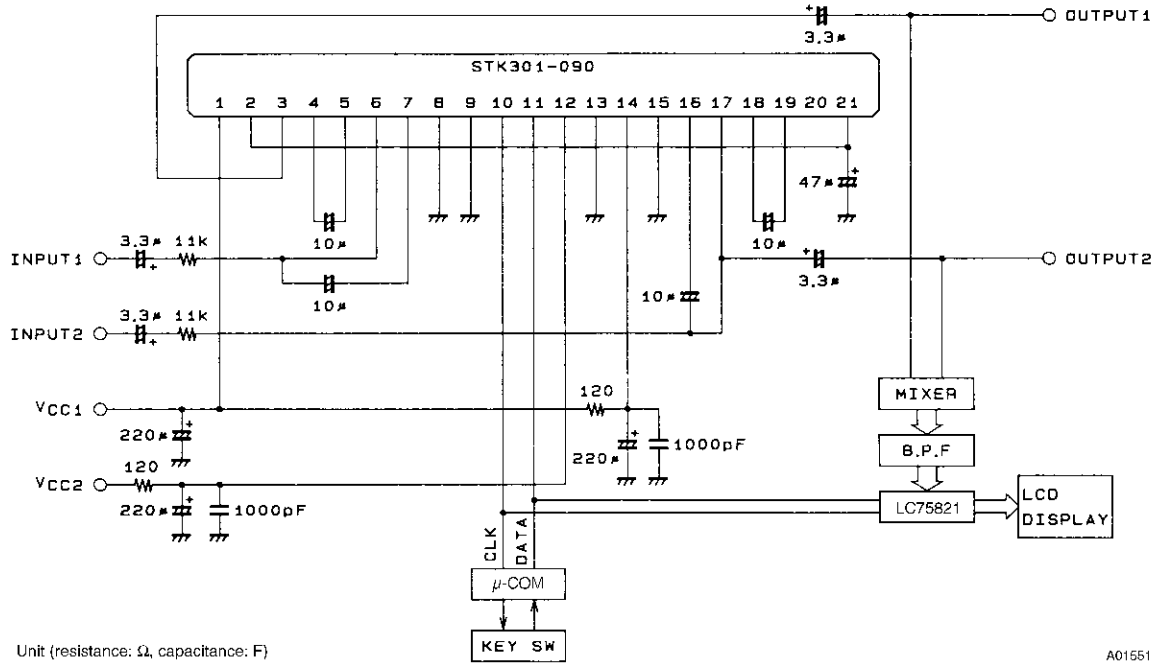 OUTPUT1
3.3μ
STK301-090
1 2 3 4 5 6 7 8 9 10 11 12 13 14 15 16 17 18 19 20 21
47μ
10μ
10μ
3.3μ 11k
INPUT1
OUTPUT2
10μ
3.3μ
10μ
3.3μ 11k
INPUT2
120
MIXER
VCC1
220μ
220μ
1000pF
B.P.F
120
VCC2
LC75821
LCD
DISPLAY
220μ
1000pF
CLK
DATA
μ-COM
KEY SW
Unit (resistance: Ω, capacitance: F)
A01551